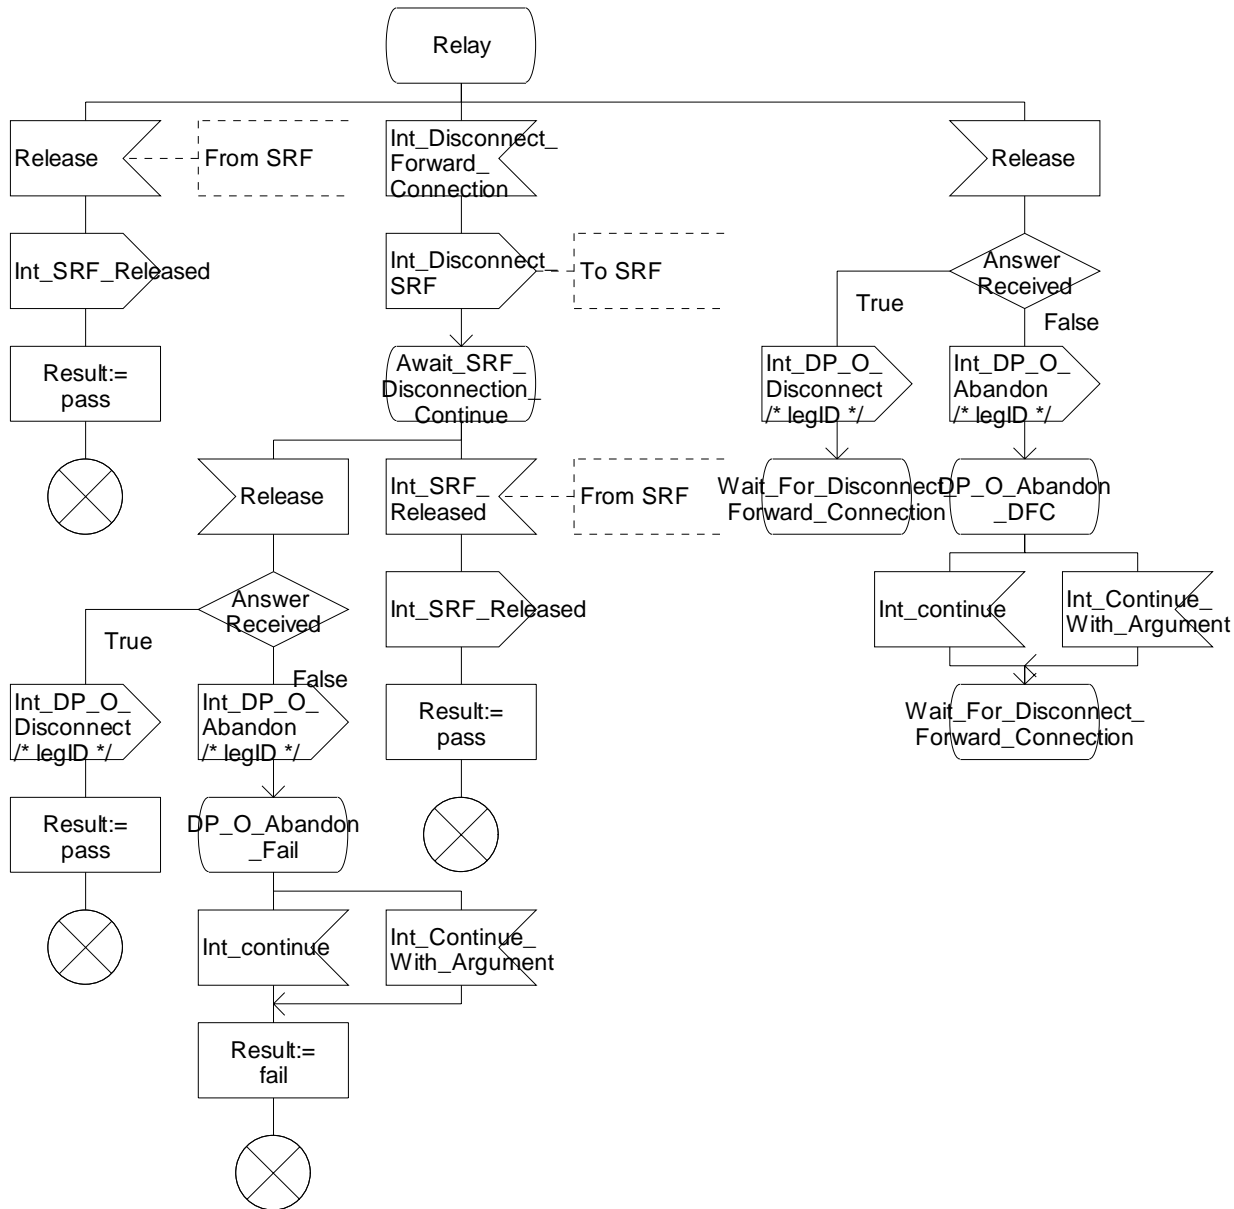 Relay
Release
From SRF
Int_Disconnect_
Forward_
Connection
Release
Int_SRF_Released
Int_Disconnect_
SRF
To SRF
Answer
Received
True
False
Result:=
pass
Await_SRF_
Disconnection_
Continue
Int_DP_O_
Disconnect
/* legID */
Int_DP_O_
Abandon
/* legID */
Release
Int_SRF_
Released
From SRF
Wait_For_Disconnect_
Forward_Connection
DP_O_Abandon
_DFC
Answer
Received
True
False
Int_SRF_Released
Int_continue
Int_Continue_
With_Argument
Int_DP_O_
Disconnect
/* legID */
Int_DP_O_
Abandon
/* legID */
Result:=
pass
Wait_For_Disconnect_
Forward_Connection
Result:=
pass
DP_O_Abandon
_Fail
Int_continue
Int_Continue_
With_Argument
Result:=
fail